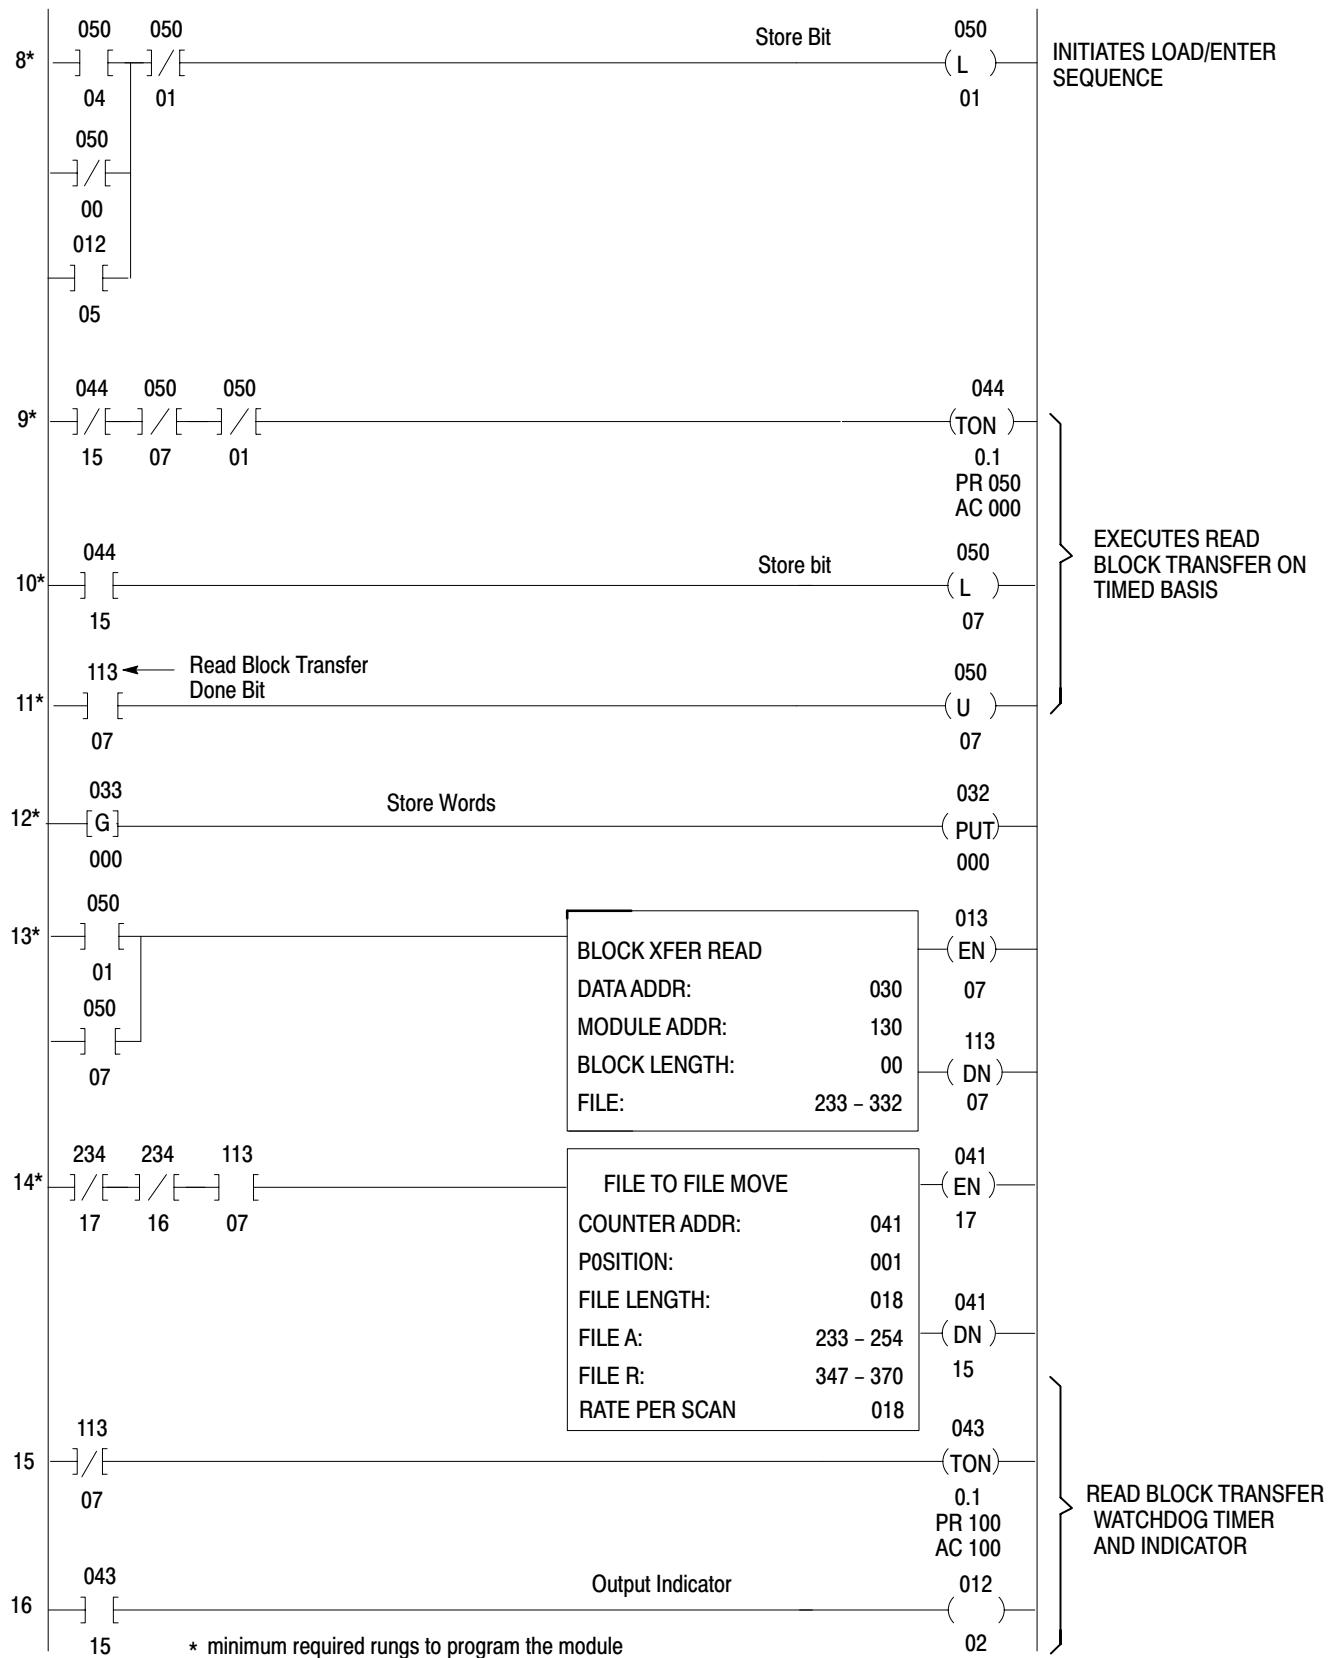 050 050 Store Bit 050
8* L INITIATES LOAD/ENTER
SEQUENCE
04 01 01
050
00
012
05
044 050 050 044
9* TON
15 07 01 0.1
PR 050
AC 000
044 Store bit 050
10* L
15 07
EXECUTES READ
BLOCK TRANSFER ON
TIMED BASIS
113 Read Block Transfer
Done Bit 050
11* U
07 07
033 Store Words 032
12* G PUT
000 000
050 013
13* BLOCK XFER READ EN
01 DATA ADDR: 030 07
050 MODULE ADDR: 130 113
BLOCK LENGTH: 00 DN
07 FILE: 233 – 332 07
234 234 113 041
14* FILE TO FILE MOVE EN
17 16 07 COUNTER ADDR: 041 17
P0SITION: 001
FILE LENGTH: 018 041
FILE A: 233 – 254 DN
FILE R: 347 – 370 15
RATE PER SCAN 018
113 043
15 TON
07 0.1
PR 100
AC 100
READ BLOCK TRANSFER
WATCHDOG TIMER
AND INDICATOR
043 Output Indicator 012
16
15 * minimum required rungs to program the module 02